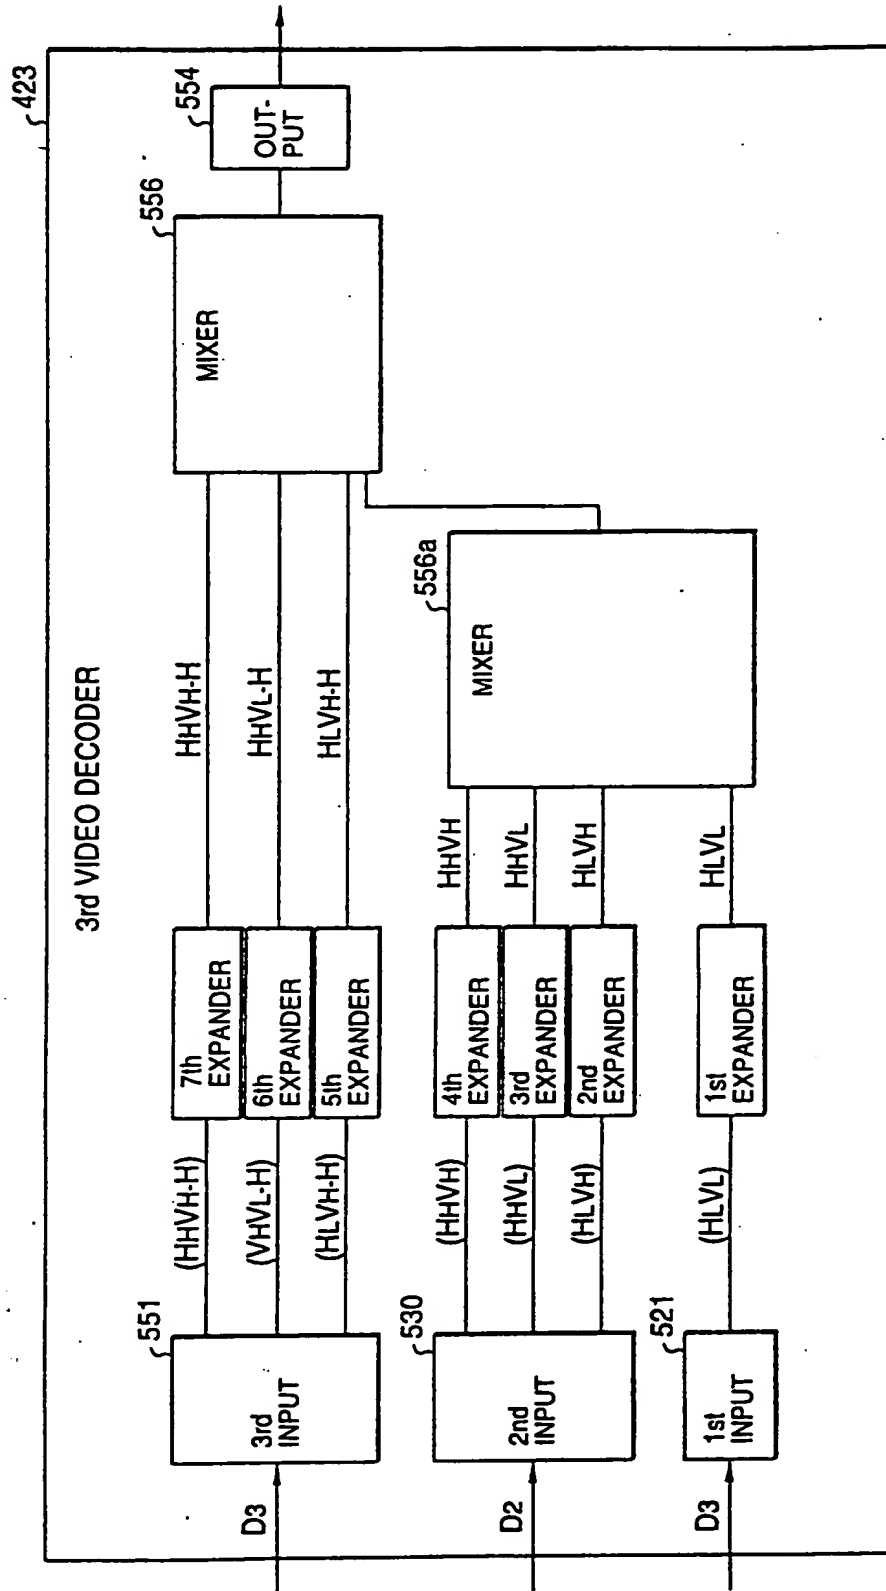 3rd VIDEO DECODER
423
D3
551
3rd
INPUT
(HHVH-H)
(VHVL-H)
(HLVH-H)
7th
EXPANDER
6th
EXPANDER
5th
EXPANDER
HHVH-H
HHVL-H
HLVH-H
556
MIXER
554
OUT-
PUT
D2
530
2nd
INPUT
(HHVH)
(HHVL)
(HLVH)
4th
EXPANDER
3rd
EXPANDER
2nd
EXPANDER
HHVH
HHVL
HLVH
556a
MIXER
D3
521
1st
INPUT
(HLVL)
1st
EXPANDER
HLVL